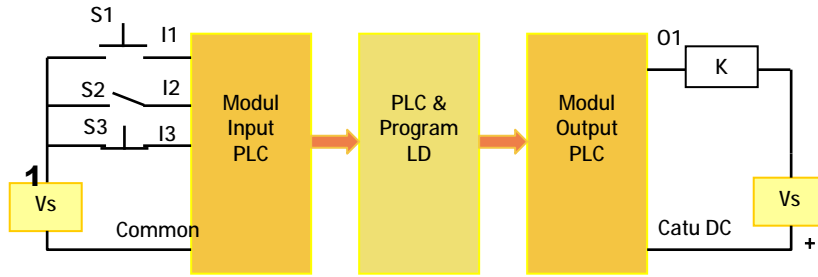 S1
I1
S2
I2
S3
I3
1
Vs
Common
Modul
Input
PLC
PLC &
Program
LD
Modul
Output
PLC
O1
K
Vs
Catu DC
+